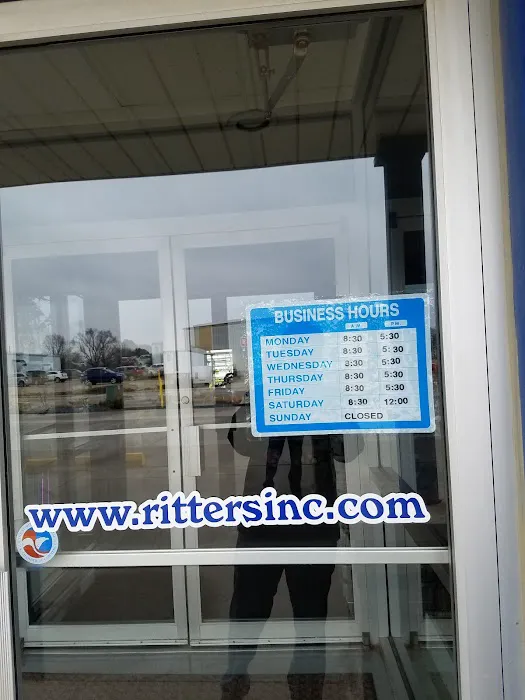 BUSINESS HOURS
A.M. P.M.
MONDAY 8:30 5:30
TUESDAY 8:30 5:30
WEDNESDAY 8:30 5:30
THURSDAY 8:30 5:30
FRIDAY 8:30 5:30
SATURDAY 8:30 12:00
SUNDAY CLOSED
www.rittersinc.com